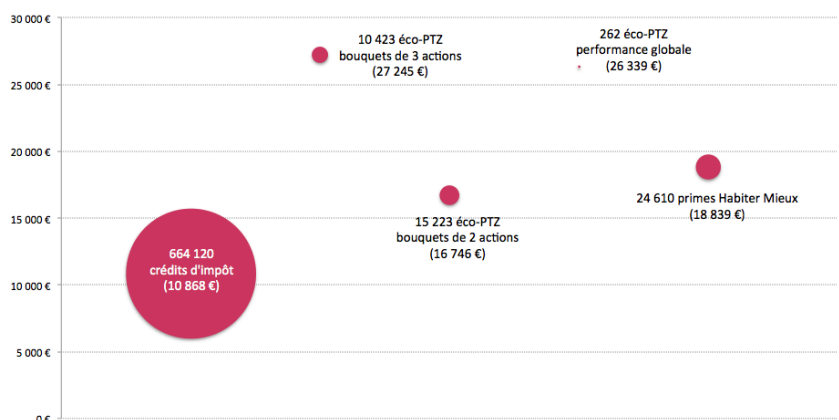 30 000 €
10 423 éco-PTZ
bouquets de 3 actions
(27 245 €)
262 éco-PTZ
performance globale
(26 339 €)
25 000 €
20 000 €
24 610 primes Habiter Mieux
(18 839 €)
15 000 €
15 223 éco-PTZ
bouquets de 2 actions
(16 746 €)
664 120
crédits d'impôt
(10 868 €)
10 000 €
5 000 €
0 €